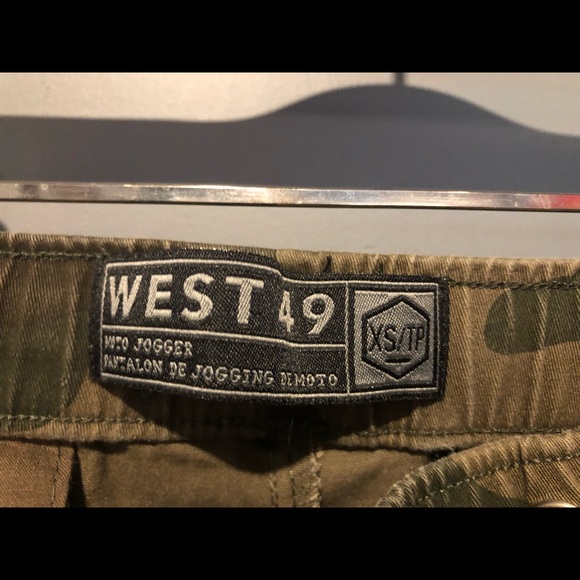 WEST 49
MOTO JOGGER
PANTALON DE JOGGING DE MOTO
XS/TP